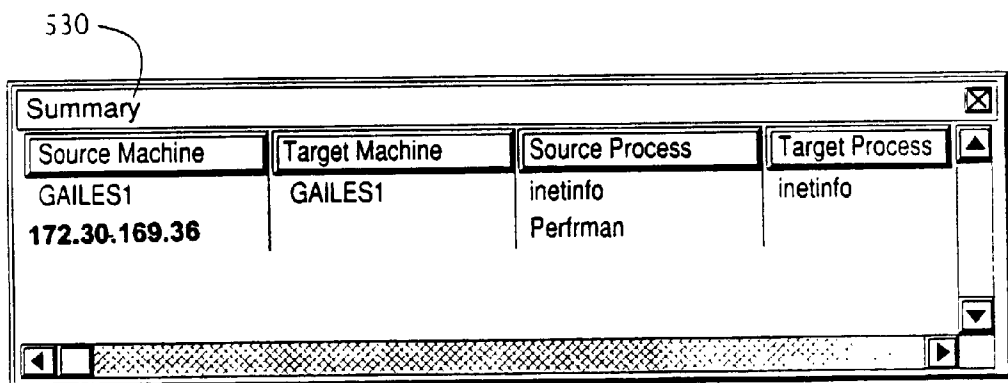 530
Summary
Source Machine Target Machine Source Process Target Process
GAILES1 GAILES1 inetinfo inetinfo
172.30.169.36 Perfrman